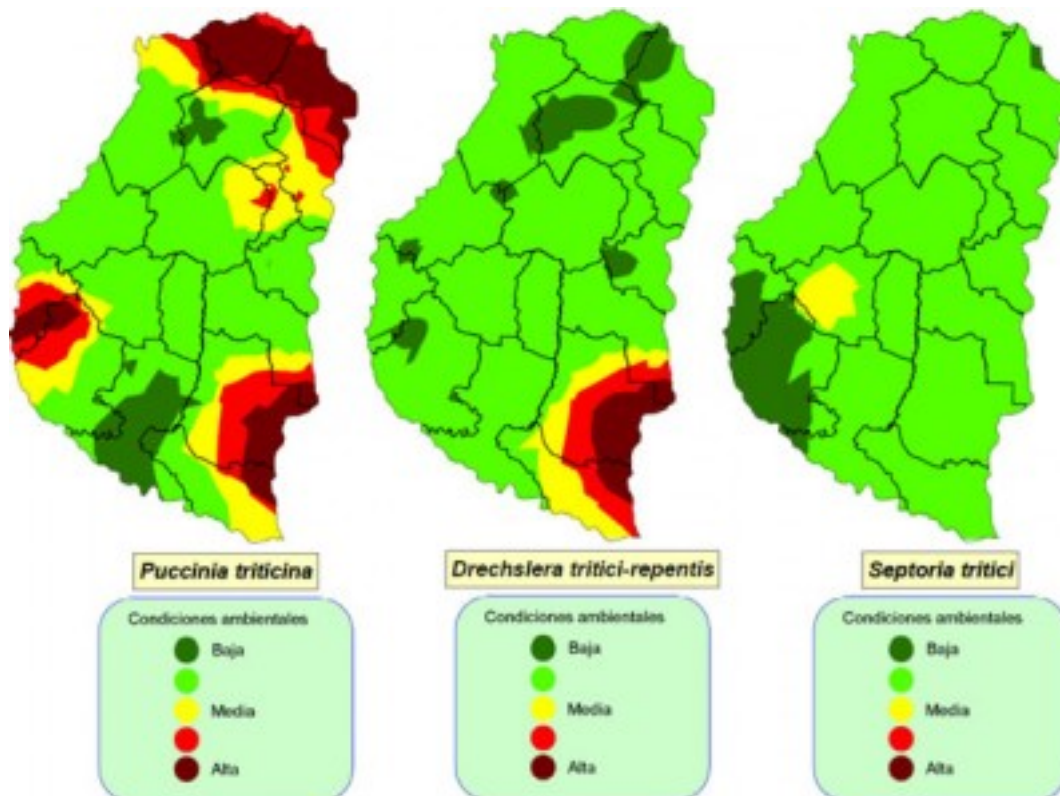 Puccinia triticina
Condiciones ambientales
Baja
Media
Alta
Drechslera tritici-repentis
Condiciones ambientales
Baja
Media
Alta
Septoria tritici
Condiciones ambientales
Baja
Media
Alta